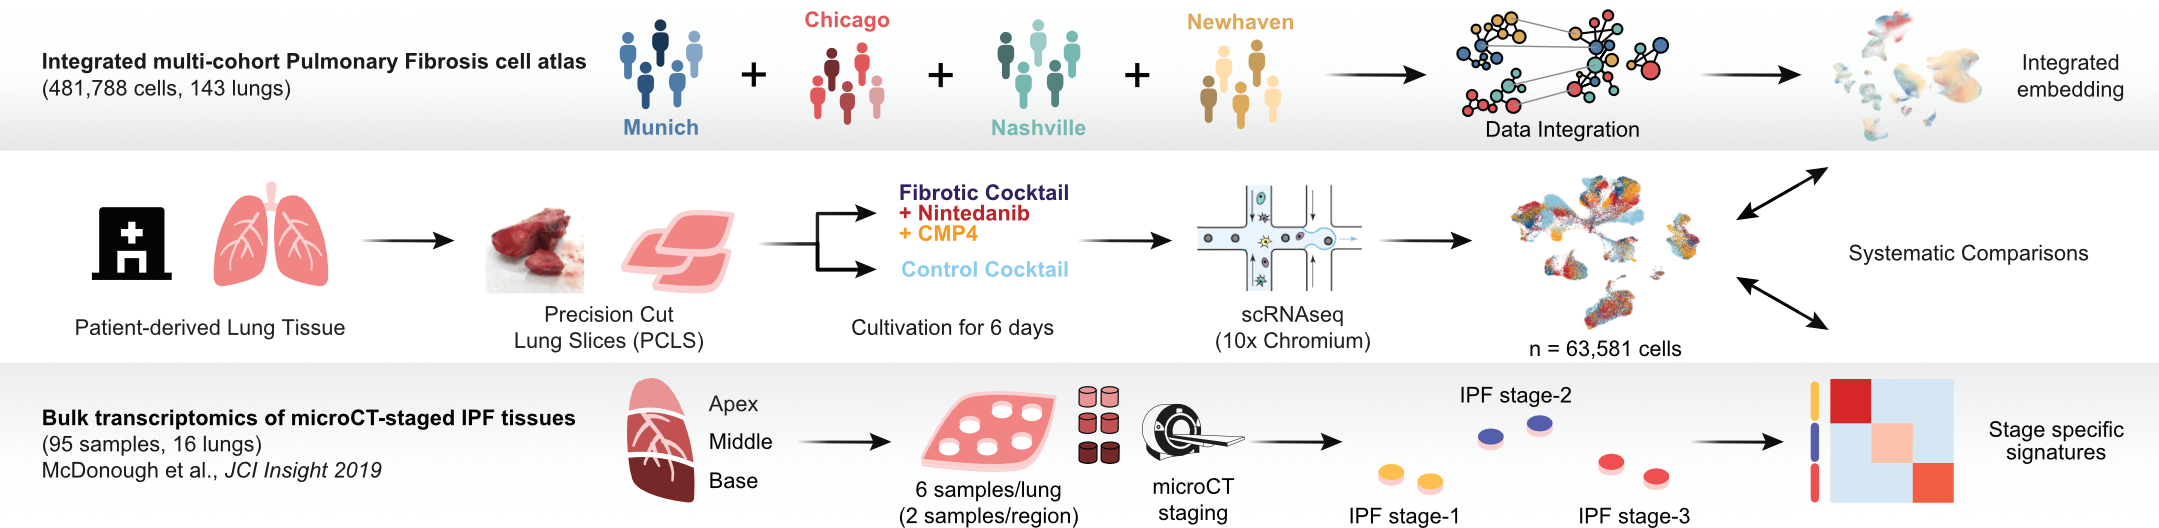 Integrated multi-cohort Pulmonary Fibrosis cell atlas
(481,788 cells, 143 lungs)
Munich
+
Chicago
+
Nashville
+
Newhaven
Data Integration
Integrated
embedding
Patient-derived Lung Tissue
Precision Cut
Lung Slices (PCLS)
Fibrotic Cocktail
+ Nintedanib
+ CMP4
Control Cocktail
Cultivation for 6 days
scRNAseq
(10x Chromium)
n = 63,581 cells
Systematic Comparisons
Bulk transcriptomics of microCT-staged IPF tissues
(95 samples, 16 lungs)
McDonough et al., JCI Insight 2019
Apex
Middle
Base
6 samples/lung
(2 samples/region)
microCT
staging
IPF stage-1
IPF stage-2
IPF stage-3
Stage specific
signatures